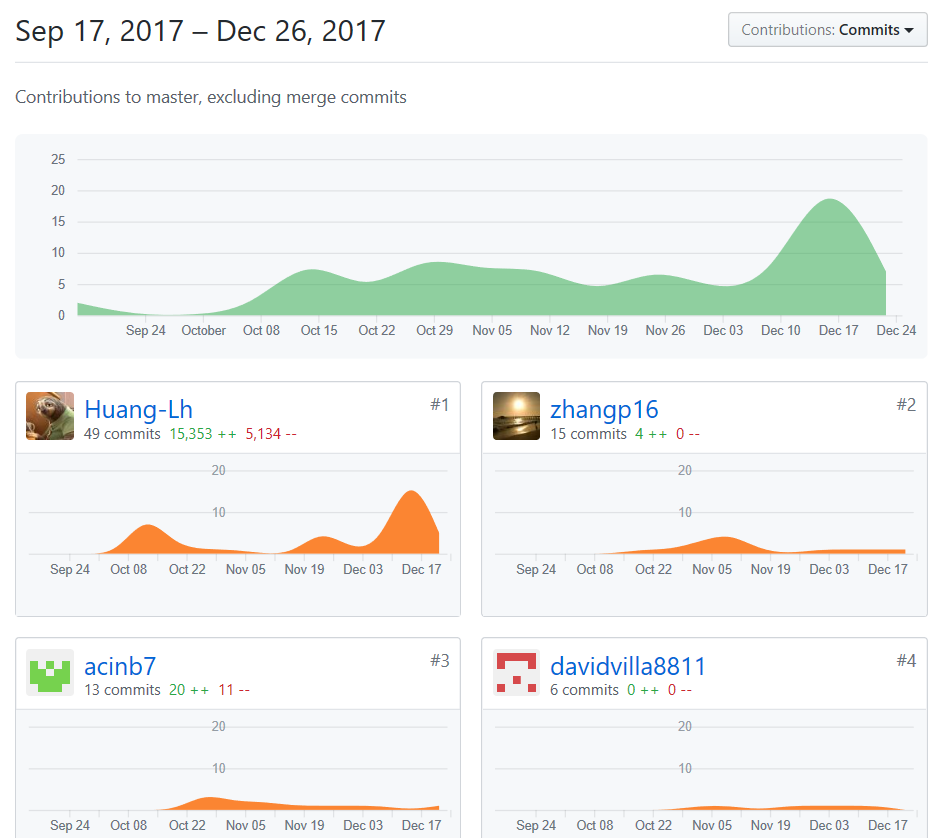 Sep 17, 2017 – Dec 26, 2017
Contributions: Commits
Contributions to master, excluding merge commits
25
20
15
10
5
0
Sep 24 October Oct 08 Oct 15 Oct 22 Oct 29 Nov 05 Nov 12 Nov 19 Nov 26 Dec 03 Dec 10 Dec 17 Dec 24
Huang-Lh #1
49 commits 15,353 ++ 5,134 --
20
10
Sep 24 Oct 08 Oct 22 Nov 05 Nov 19 Dec 03 Dec 17
zhangp16 #2
15 commits 4 ++ 0 --
20
10
Sep 24 Oct 08 Oct 22 Nov 05 Nov 19 Dec 03 Dec 17
acinb7 #3
13 commits 20 ++ 11 --
20
10
Sep 24 Oct 08 Oct 22 Nov 05 Nov 19 Dec 03 Dec 17
davidvilla8811 #4
6 commits 0 ++ 0 --
20
10
Sep 24 Oct 08 Oct 22 Nov 05 Nov 19 Dec 03 Dec 17